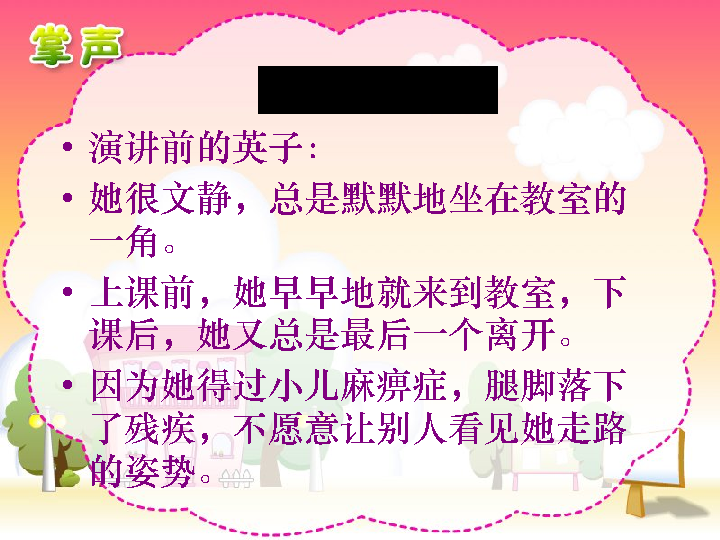 掌声
• 演讲前的英子:
• 她很文静，总是默默地坐在教室的
一角。
• 上课前，她早早地就来到教室，下
课后，她又总是最后一个离开。
• 因为她得过小儿麻痹症，腿脚落下
了残疾，不愿意让别人看见她走路
的姿势。